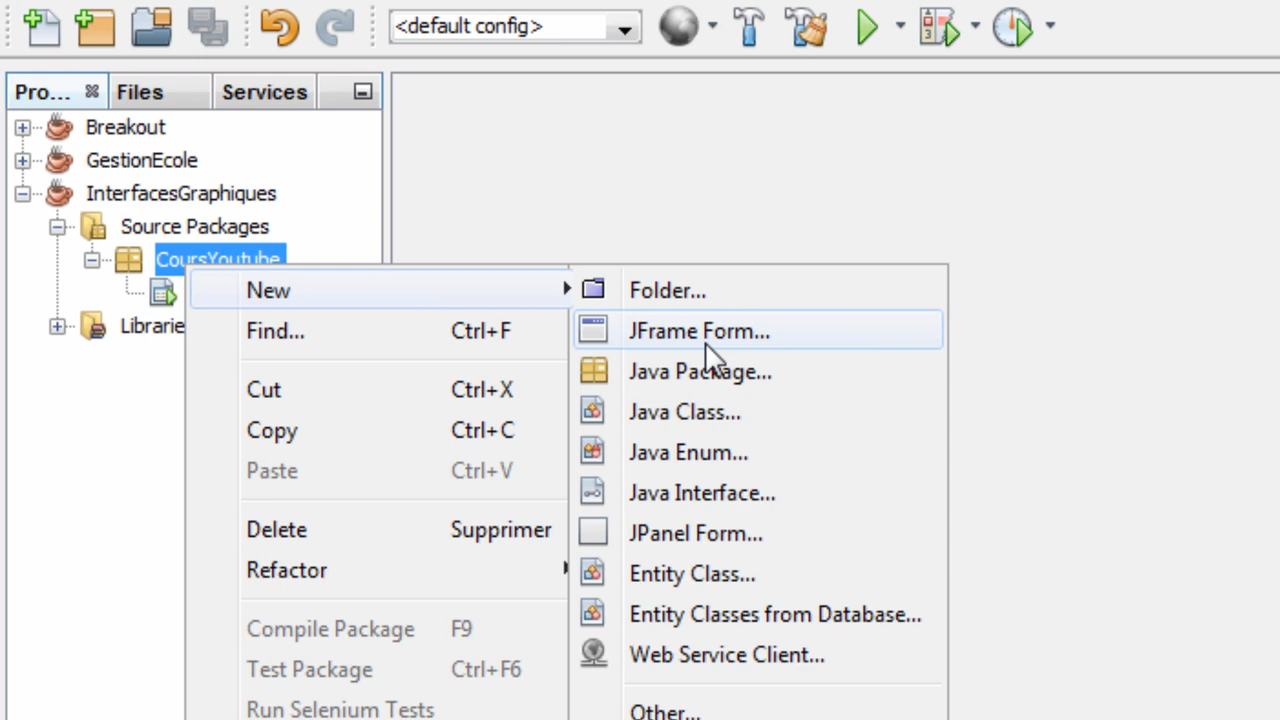 <default config>
Pro...
Files
Services
Breakout
GestionEcole
InterfacesGraphiques
Source Packages
CoursYoutube
Librarie
New
Find... Ctrl+F
Cut Ctrl+X
Copy Ctrl+C
Paste Ctrl+V
Delete Supprimer
Refactor
Compile Package F9
Test Package Ctrl+F6
Run Selenium Tests
Folder...
JFrame Form...
Java Package...
Java Class...
Java Enum...
Java Interface...
JPanel Form...
Entity Class...
Entity Classes from Database...
Web Service Client...
Other...